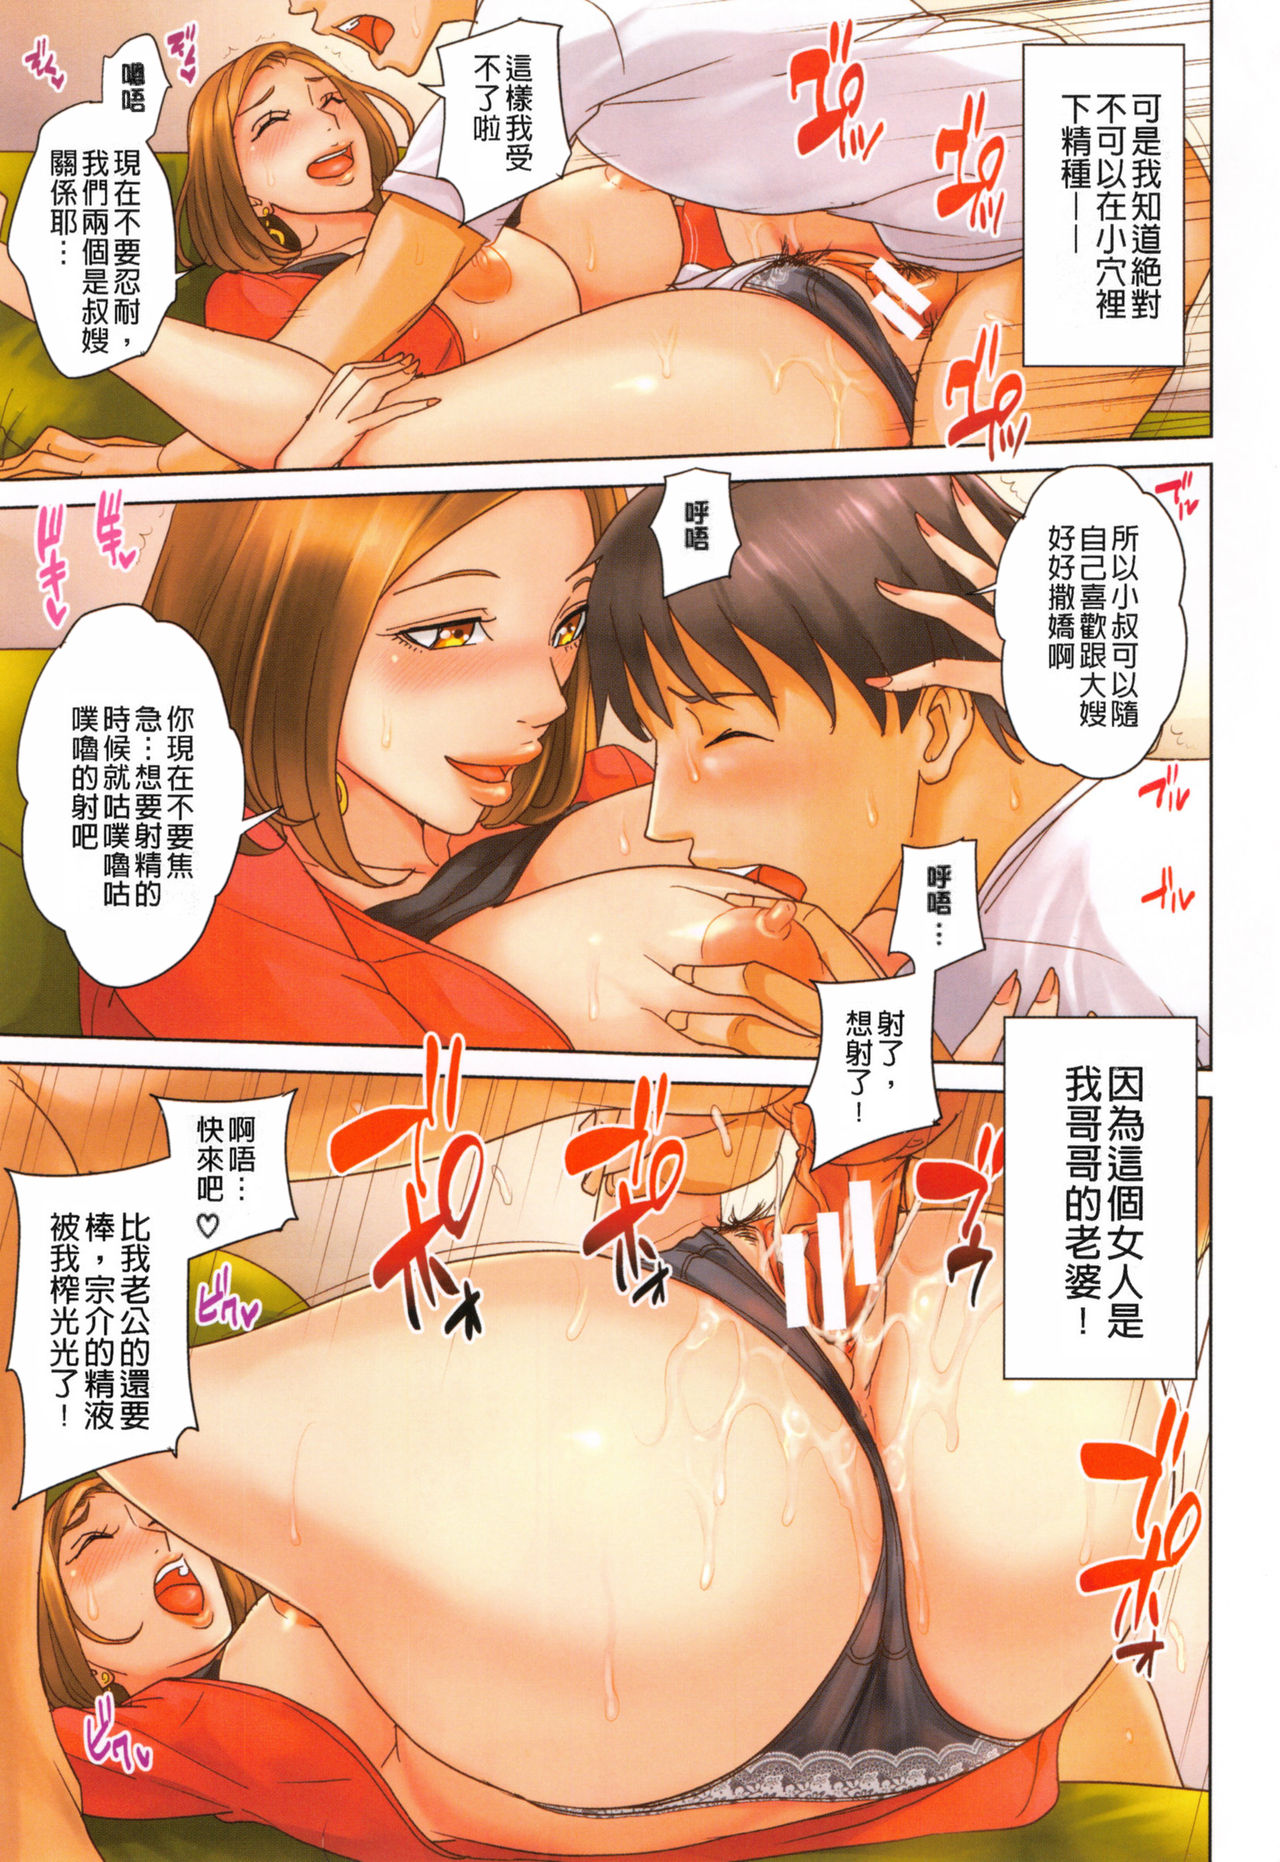 可是我知道絕對
不可以在小穴裡
下精種——
這樣我受
不了啦
嗯唔
現在不要忍耐，
我們兩個是叔嫂
關係耶…
所以小叔可以隨
自己喜歡跟大嫂
好好撒嬌啊
呼唔
你現在不要焦
急…想要射精的
時候就咕噗嚕咕
噗嚕的射吧
呼唔…
射了，
想射了！
因為這個女人是
我哥哥的老婆！
啊唔…
快來吧♡
比我老公的還要
棒，宗介的精液
被我榨光光了！